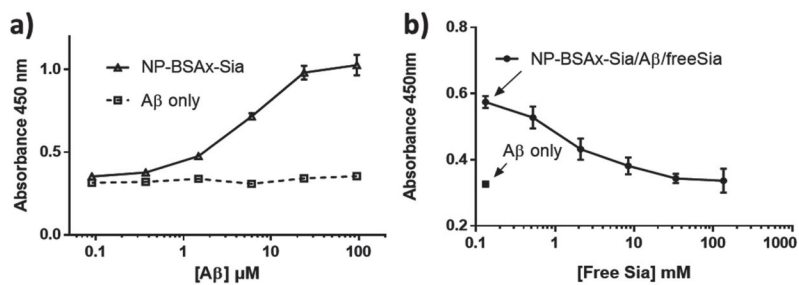 a)
Absorbance 450 nm
1.0
0.5
0.0
NP-BSAx-Sia
Aβ only
0.1
1
10
100
[Aβ] µM
b)
Absorbance 450nm
0.8
0.6
0.4
0.2
NP-BSAx-Sia/Aβ/freeSia
Aβ only
0.1
1
10
100
1000
[Free Sia] mM